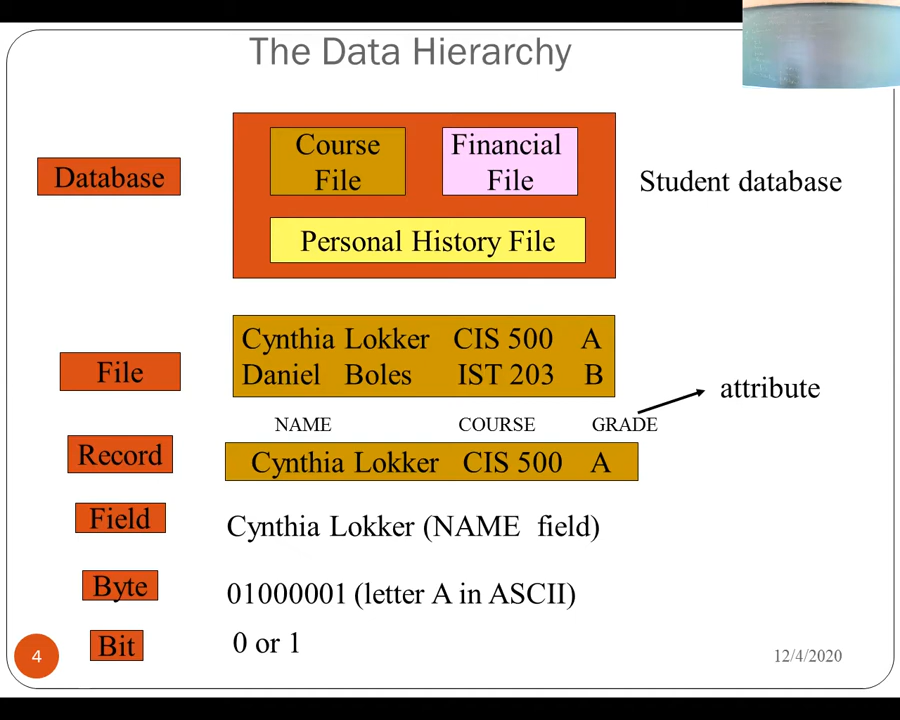 The Data Hierarchy
Database
Course
File
Financial
File
Personal History File
Student database
File
Cynthia Lokker CIS 500 A
Daniel Boles IST 203 B
attribute
NAME COURSE GRADE
Record
Cynthia Lokker CIS 500 A
Field
Cynthia Lokker (NAME field)
Byte
01000001 (letter A in ASCII)
Bit
0 or 1
4
12/4/2020